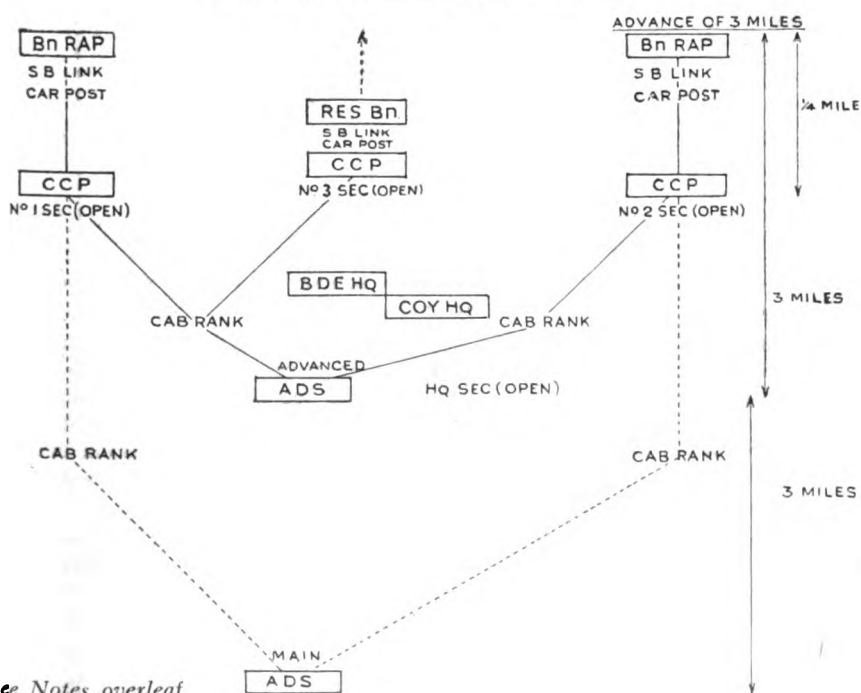 ADVANCE OF 3 MILES
Bn RAP
Bn RAP
SB LINK
SB LINK
CAR POST
CAR POST
¼ MILE
RES Bn
SB LINK
CAR POST
CCP
CCP
CCP
Nº 1 SEC (OPEN)
Nº 3 SEC (OPEN)
Nº 2 SEC (OPEN)
BDE HQ
COY HQ
3 MILES
CAB RANK
CAB RANK
ADVANCED
ADS
HQ SEC (OPEN)
CAB RANK
CAB RANK
3 MILES
MAIN
ADS
Notes overleaf